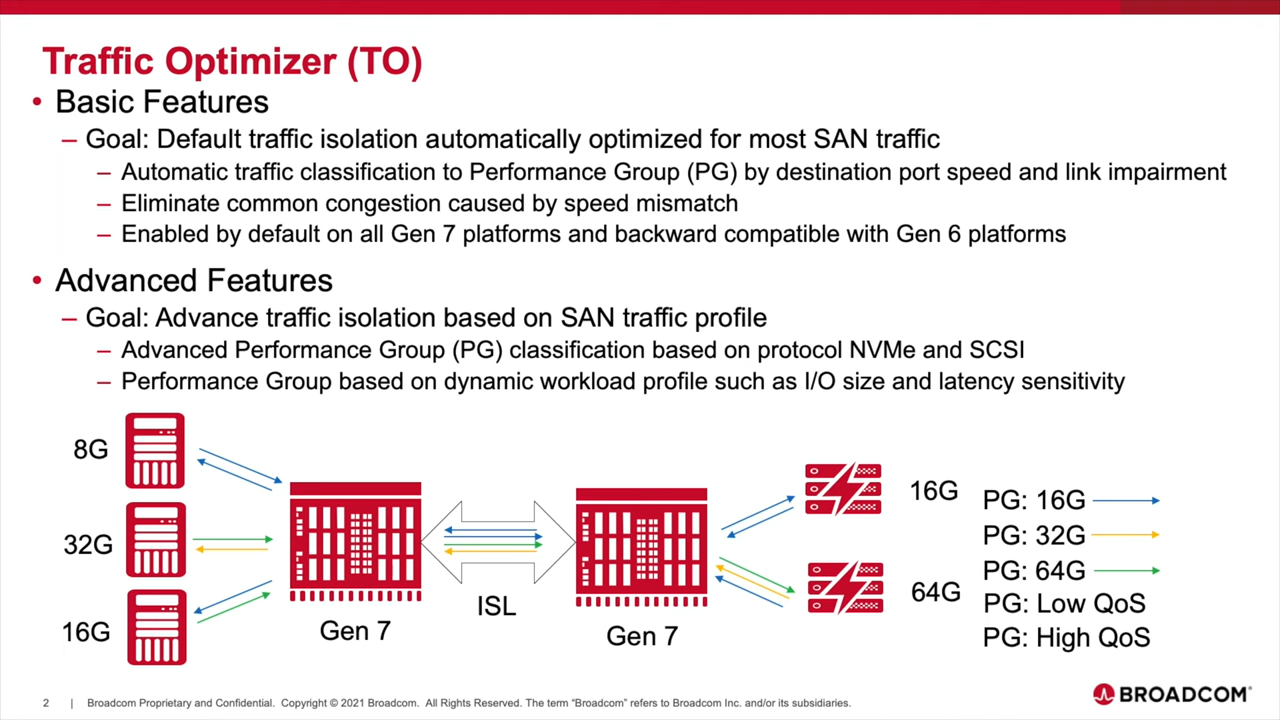 Traffic Optimizer (TO)
• Basic Features
– Goal: Default traffic isolation automatically optimized for most SAN traffic
– Automatic traffic classification to Performance Group (PG) by destination port speed and link impairment
– Eliminate common congestion caused by speed mismatch
– Enabled by default on all Gen 7 platforms and backward compatible with Gen 6 platforms
• Advanced Features
– Goal: Advance traffic isolation based on SAN traffic profile
– Advanced Performance Group (PG) classification based on protocol NVMe and SCSI
– Performance Group based on dynamic workload profile such as I/O size and latency sensitivity
8G
32G
16G
Gen 7
ISL
Gen 7
16G
64G
PG: 16G
PG: 32G
PG: 64G
PG: Low QoS
PG: High QoS
2 | Broadcom Proprietary and Confidential. Copyright © 2021 Broadcom. All Rights Reserved. The term “Broadcom” refers to Broadcom Inc. and/or its subsidiaries.
BROADCOM®